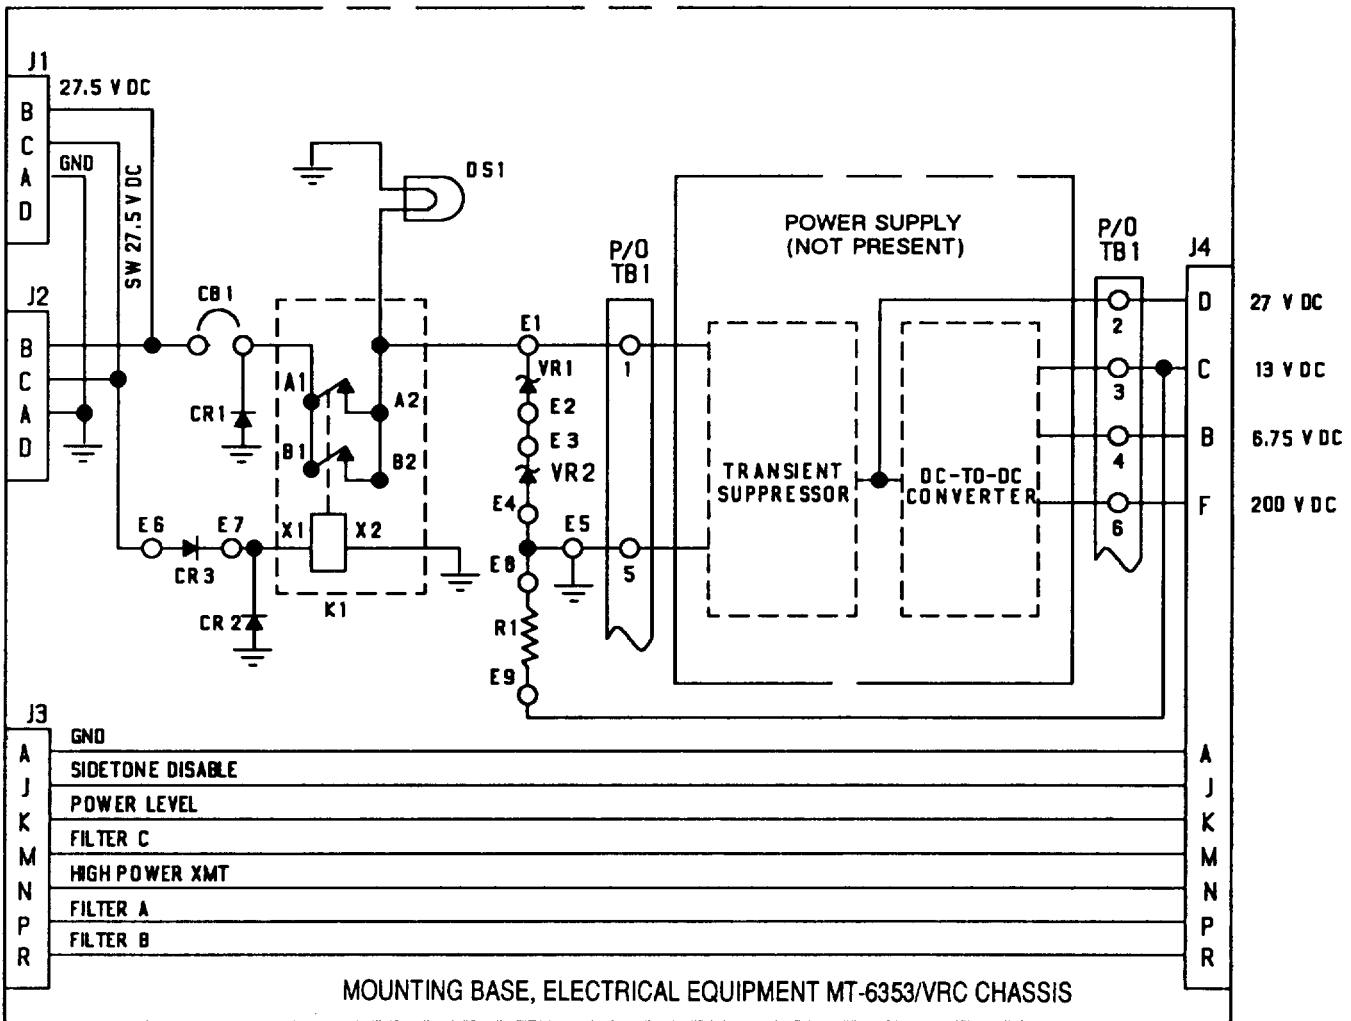 J1
27.5 V DC
B
C
GND
A
D
SW 27.5 V DC
DS1
J2
B
C
A
D
CB1
CR1
A1
A2
B1
B2
E6
E7
CR3
CR2
X1
X2
K1
E1
VR1
E2
E3
VR2
E4
E5
E8
R1
E9
P/O
TB1
1
5
POWER SUPPLY
(NOT PRESENT)
TRANSIENT
SUPPRESSOR
DC-TO-DC
CONVERTER
P/O
TB1
2
3
4
6
J4
D 27 V DC
C 13 V DC
B 6.75 V DC
F 200 V DC
J3
A GND A
J SIDETONE DISABLE J
K POWER LEVEL K
M FILTER C M
N HIGH POWER XMT N
P FILTER A P
R FILTER B R
MOUNTING BASE, ELECTRICAL EQUIPMENT MT-6353/VRC CHASSIS